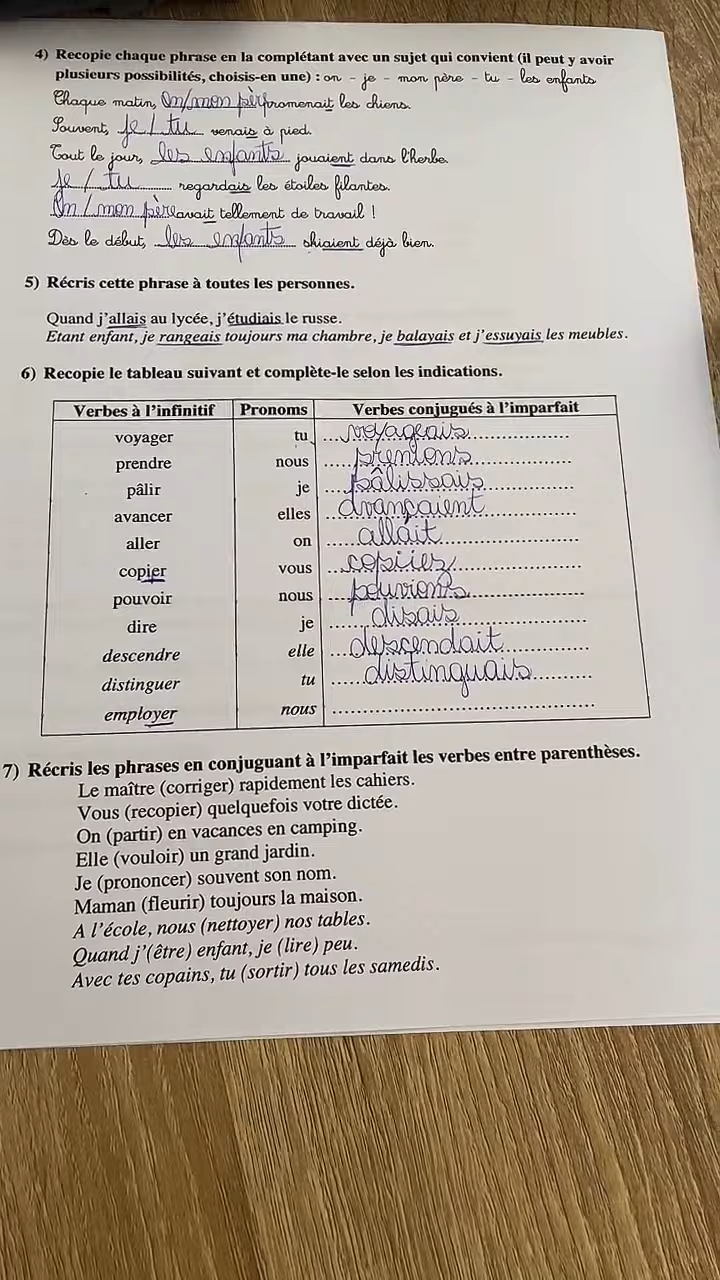 4) Recopie chaque phrase en la complétant avec un sujet qui convient (il peut y avoir
plusieurs possibilités, choisis-en une) : on - je - mon père - tu - les enfants
Chaque matin, On/mon père promenait les chiens.
Souvent, je / tu venais à pied.
Tout le jour, les enfants jouaient dans l'herbe.
Je / tu regardais les étoiles filantes.
On / mon père avait tellement de travail !
Dès le début, les enfants skiaient déjà bien.
5) Récris cette phrase à toutes les personnes.
Quand j'allais au lycée, j'étudiais le russe.
Etant enfant, je rangeais toujours ma chambre, je balayais et j'essuyais les meubles.
6) Recopie le tableau suivant et complète-le selon les indications.
Verbes à l'infinitif Pronoms Verbes conjugués à l'imparfait
voyager tu voyageais
prendre nous prenions
pâlir je pâlissais
avancer elles avançaient
aller on allait
copier vous copiiez
pouvoir nous pouvions
dire je disais
descendre elle descendait
distinguer tu distinguais
employer nous
7) Récris les phrases en conjuguant à l'imparfait les verbes entre parenthèses.
Le maître (corriger) rapidement les cahiers.
Vous (recopier) quelquefois votre dictée.
On (partir) en vacances en camping.
Elle (vouloir) un grand jardin.
Je (prononcer) souvent son nom.
Maman (fleurir) toujours la maison.
A l'école, nous (nettoyer) nos tables.
Quand j'(être) enfant, je (lire) peu.
Avec tes copains, tu (sortir) tous les samedis.